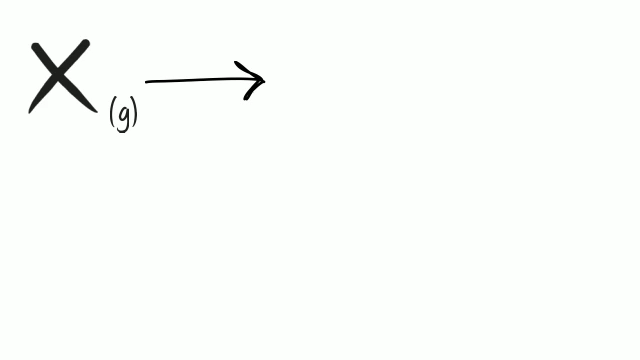 X (g) →